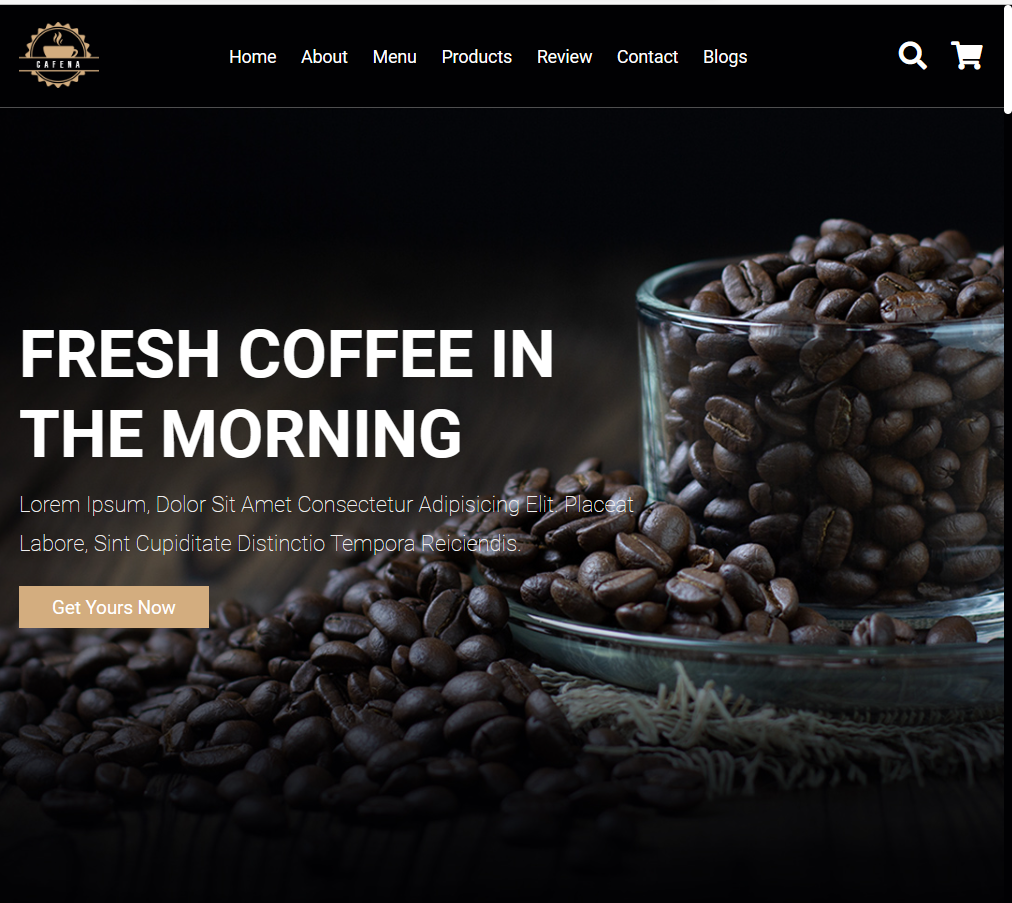 CAFENA
Home About Menu Products Review Contact Blogs
FRESH COFFEE IN
THE MORNING
Lorem Ipsum, Dolor Sit Amet Consectetur Adipisicing Elit. Placeat
Labore, Sint Cupiditate Distinctio Tempora Reiciendis.
Get Yours Now